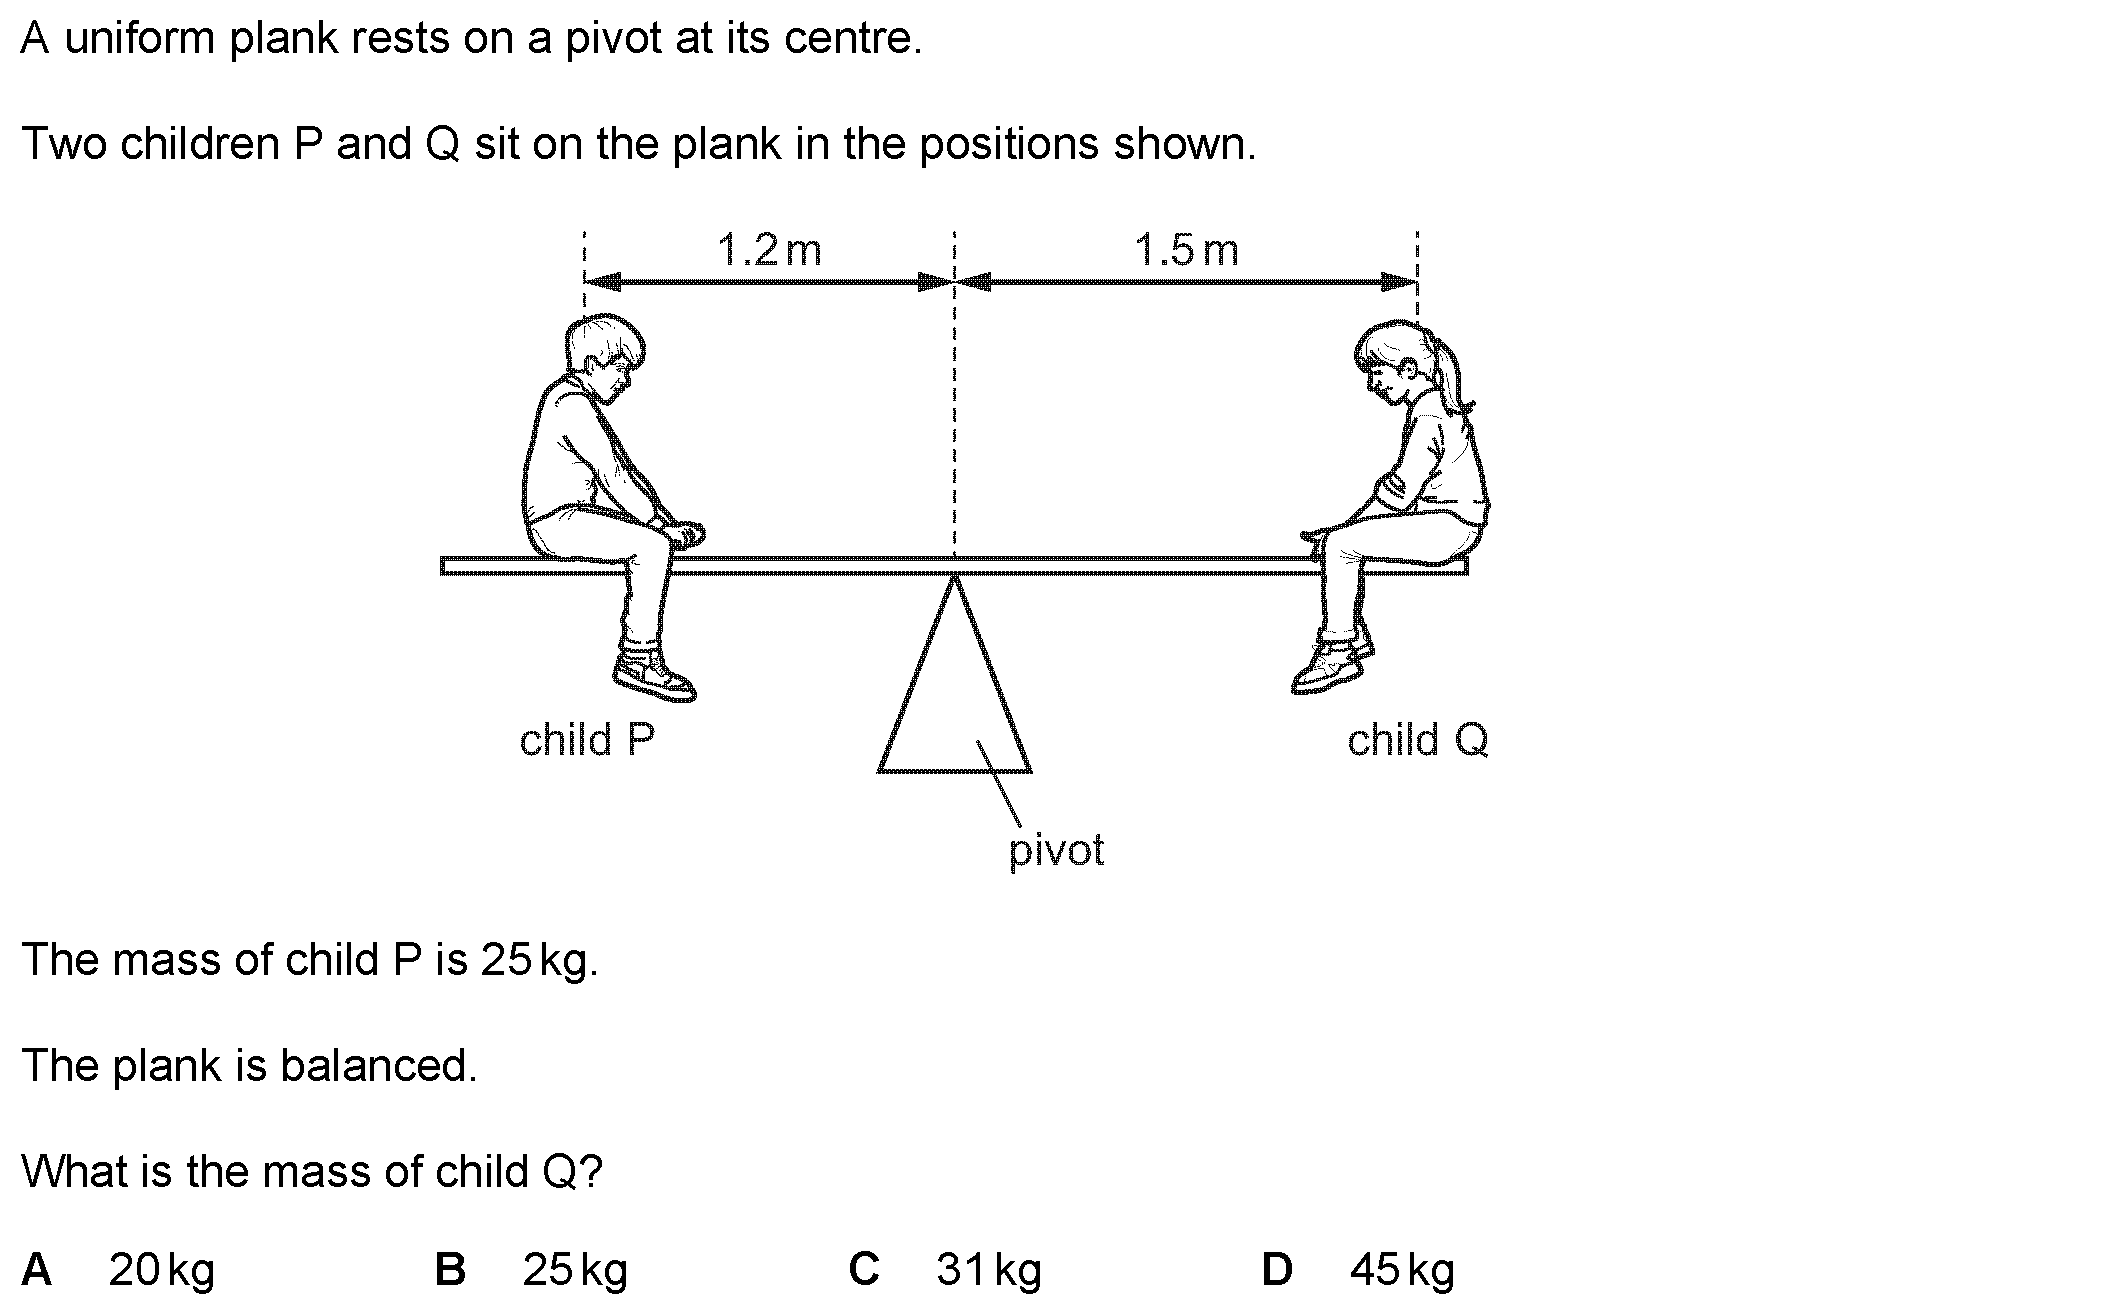 A uniform plank rests on a pivot at its centre.
Two children P and Q sit on the plank in the positions shown.
1.2 m 1.5 m
child P child Q
pivot
The mass of child P is 25 kg.
The plank is balanced.
What is the mass of child Q?
A 20 kg B 25 kg C 31 kg D 45 kg